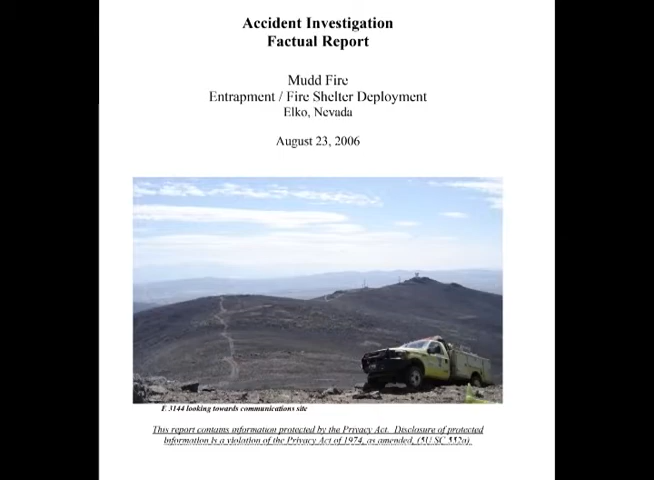 Accident Investigation
Factual Report
Mudd Fire
Entrapment / Fire Shelter Deployment
Elko, Nevada
August 23, 2006
E 3144 looking towards communications site
This report contains information protected by the Privacy Act. Disclosure of protected
information is a violation of the Privacy Act of 1974, as amended, (5U SC 552a).